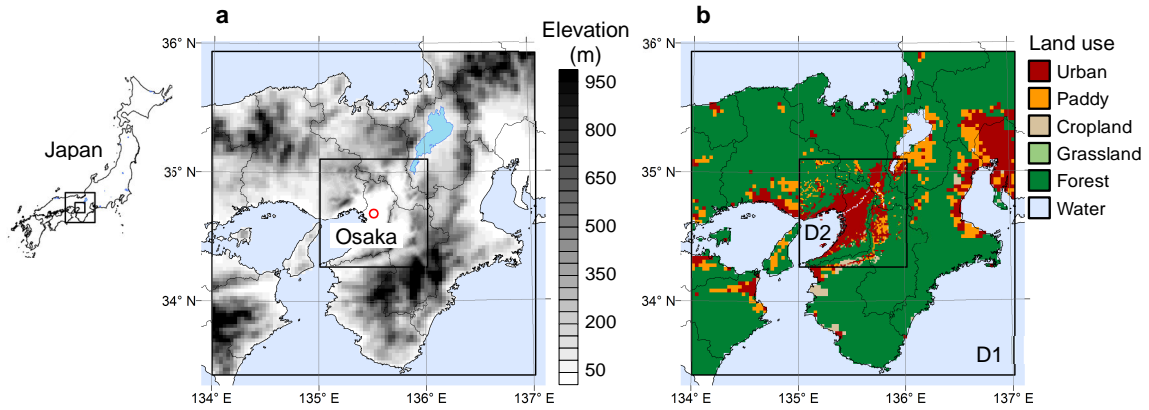 a
b
Japan
36° N
35° N
34° N
134° E
135° E
136° E
137° E
Osaka
Elevation
(m)
950
800
650
500
350
200
50
36° N
35° N
34° N
134° E
135° E
136° E
137° E
D2
D1
Land use
Urban
Paddy
Cropland
Grassland
Forest
Water